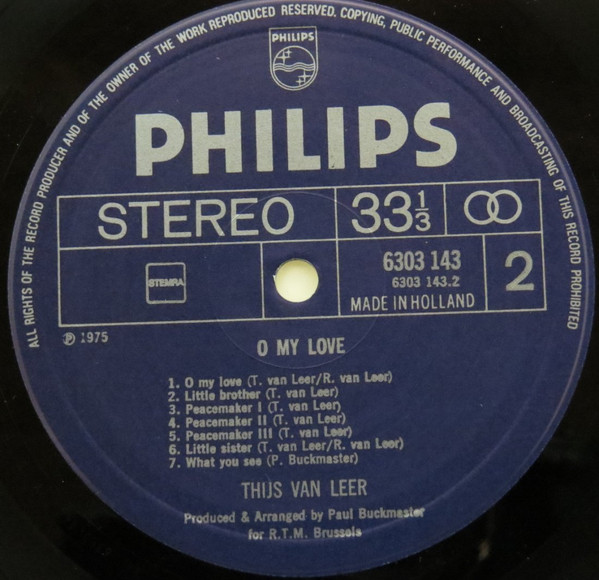 ALL RIGHTS OF THE RECORD PRODUCER AND OF THE OWNER OF THE WORK REPRODUCED RESERVED. COPYING, PUBLIC PERFORMANCE AND BROADCASTING OF THIS RECORD PROHIBITED
PHILIPS
PHILIPS
STEREO 33 1/3
STEMRA
6303 143
6303 143.2
MADE IN HOLLAND
2
℗ 1975
O MY LOVE
1. O my love (T. van Leer/R. van Leer)
2. Little brother (T. van Leer)
3. Peacemaker I (T. van Leer)
4. Peacemaker II (T. van Leer)
5. Peacemaker III (T. van Leer)
6. Little sister (T. van Leer/R. van Leer)
7. What you see (P. Buckmaster)
THIJS VAN LEER
Produced & Arranged by Paul Buckmaster
for R.T.M. Brussels